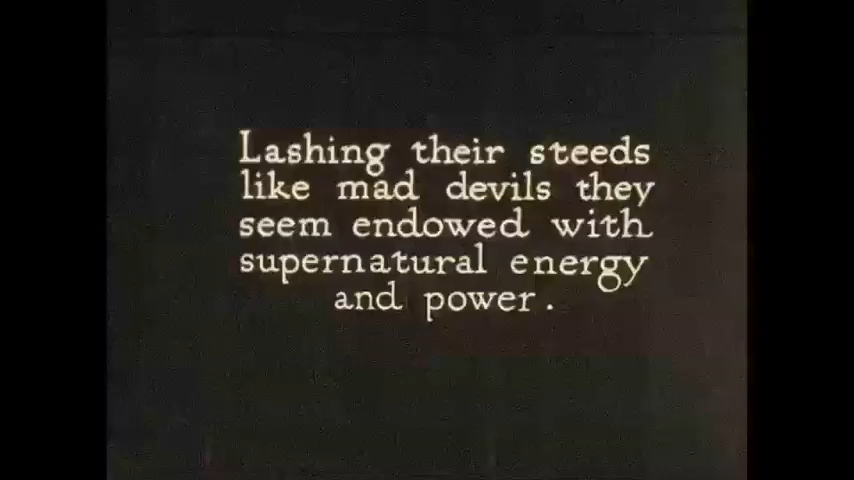 Lashing their steeds
like mad devils they
seem endowed with
supernatural energy
and power.